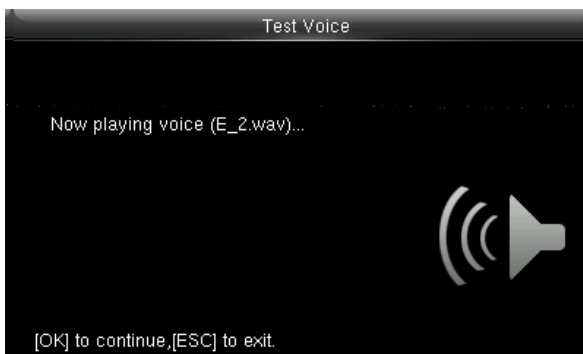 Test Voice
Now playing voice (E_2.wav)...
[OK] to continue,[ESC] to exit.